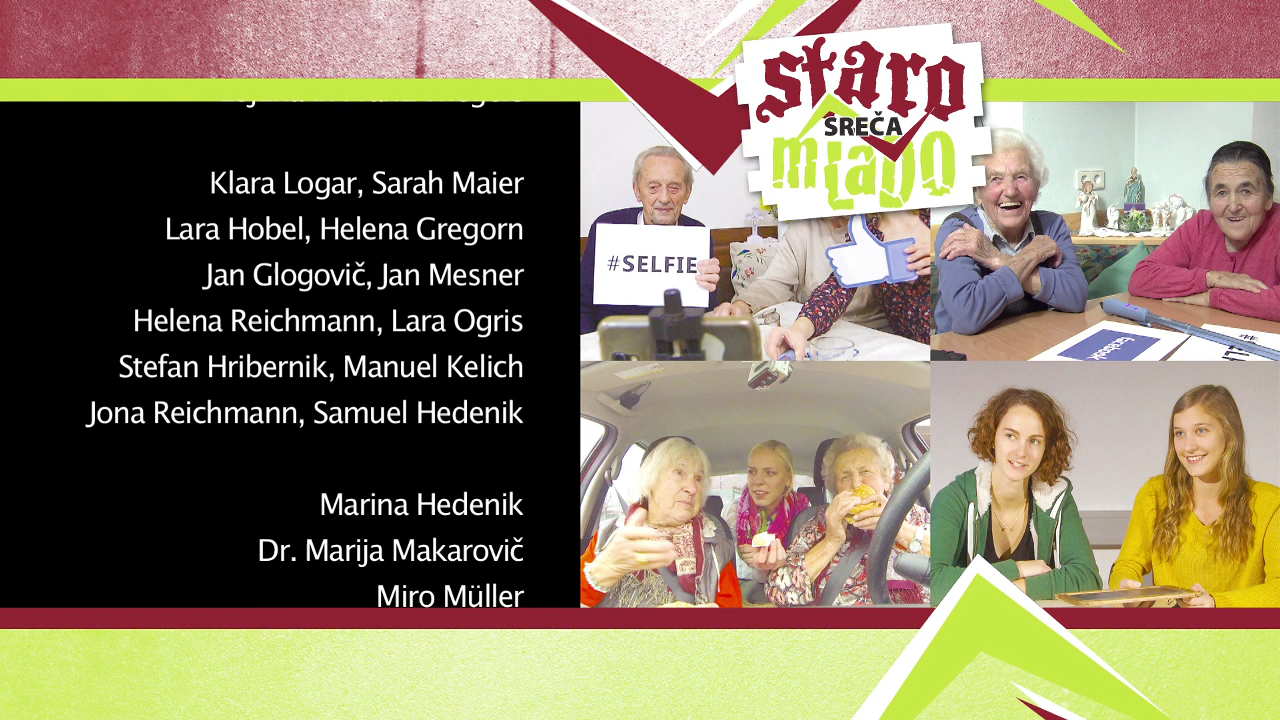 staro
SREČA
mlado
Klara Logar, Sarah Maier
Lara Hobel, Helena Gregorn
Jan Glogovič, Jan Mesner
Helena Reichmann, Lara Ogris
Stefan Hribernik, Manuel Kelich
Jona Reichmann, Samuel Hedenik
Marina Hedenik
Dr. Marija Makarovič
Miro Müller
#SELFIE
facebook